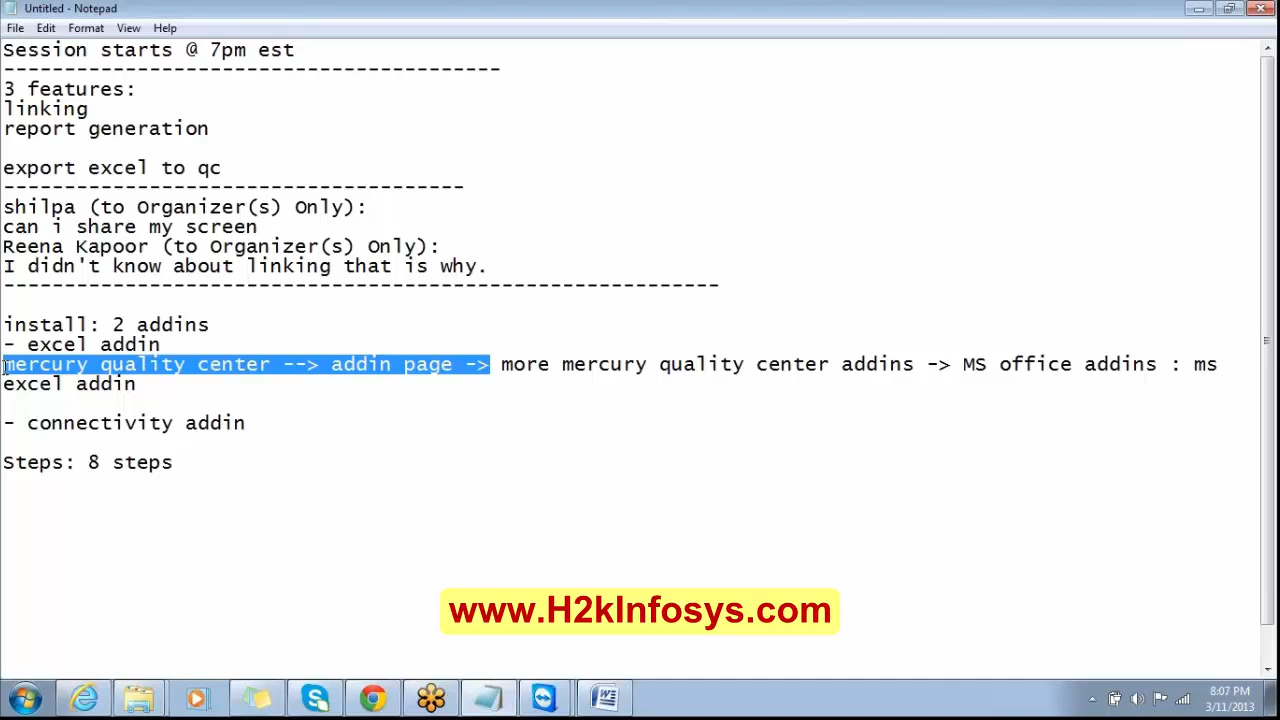 Untitled - Notepad
File Edit Format View Help
Session starts @ 7pm est
-----------------------------------------
3 features:
linking
report generation
export excel to qc
--------------------------------------
shilpa (to Organizer(s) Only):
can i share my screen
Reena Kapoor (to Organizer(s) Only):
I didn't know about linking that is why.
-----------------------------------------------------------
install: 2 addins
- excel addin
mercury quality center --> addin page -> more mercury quality center addins -> MS office addins : ms
excel addin
- connectivity addin
Steps: 8 steps
www.H2kInfosys.com
8:07 PM
3/11/2013